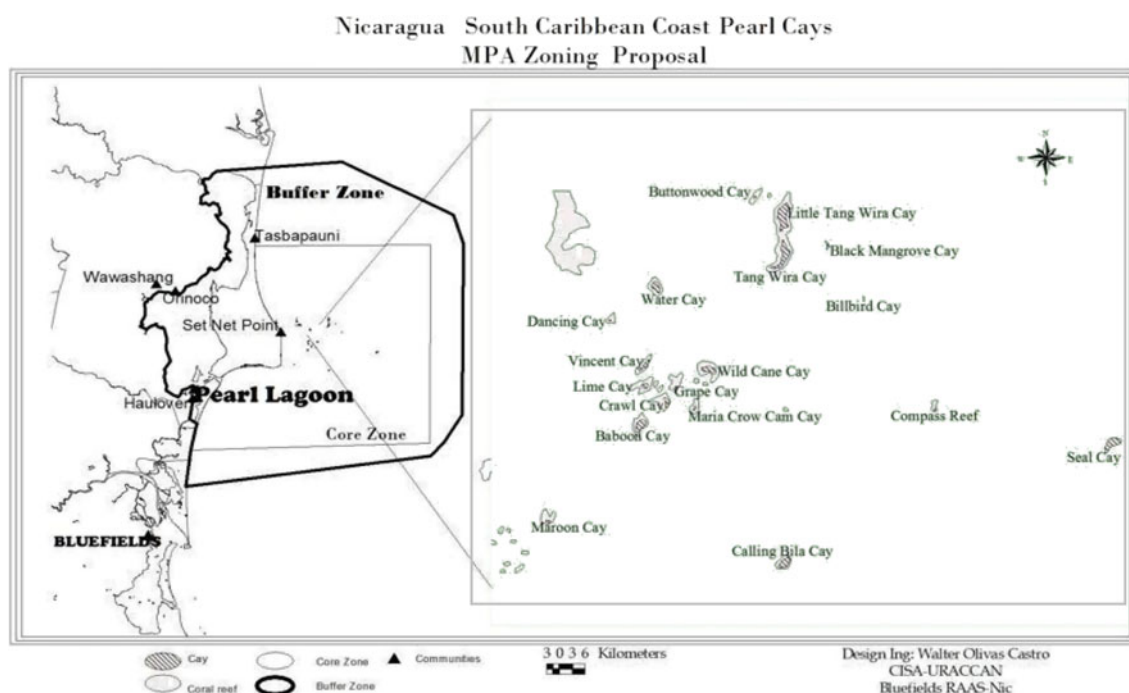 Nicaragua South Caribbean Coast Pearl Cays
MPA Zoning Proposal
Buffer Zone
Tasbapauni
Wawashang
Orinoco
Set Net Point
Pearl Lagoon
Haulover
Core Zone
BLUEFIELDS
N
W E
S
Buttonwood Cay
Little Tang Wira Cay
Black Mangrove Cay
Tang Wira Cay
Water Cay
Billbird Cay
Dancing Cay
Vincent Cay
Wild Cane Cay
Lime Cay
Grape Cay
Crawl Cay
Maria Crow Cam Cay
Compass Reef
Baboon Cay
Seal Cay
Maroon Cay
Calling Bila Cay
Cay
Core Zone
Communities
Coral reef
Buffer Zone
3 0 3 6 Kilometers
Design Ing: Walter Olivas Castro
CISA-URACCAN
Bluefields RAAS-Nic